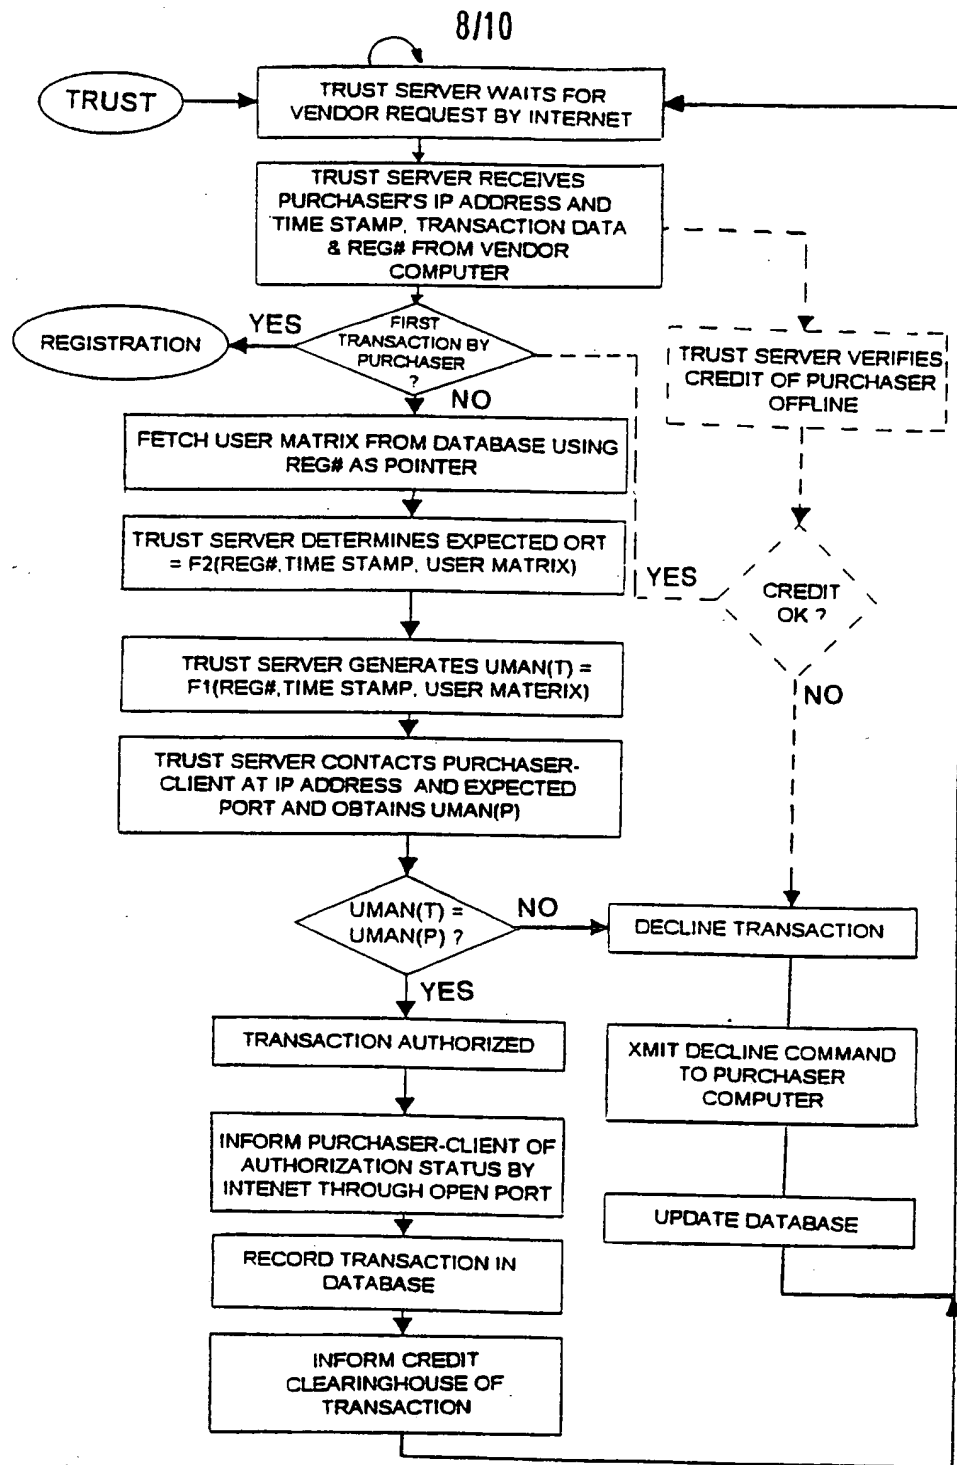 8/10
TRUST
TRUST SERVER WAITS FOR
VENDOR REQUEST BY INTERNET
TRUST SERVER RECEIVES
PURCHASER'S IP ADDRESS AND
TIME STAMP, TRANSACTION DATA
& REG# FROM VENDOR
COMPUTER
REGISTRATION
YES
FIRST
TRANSACTION BY
PURCHASER
?
NO
TRUST SERVER VERIFIES
CREDIT OF PURCHASER
OFFLINE
FETCH USER MATRIX FROM DATABASE USING
REG# AS POINTER
TRUST SERVER DETERMINES EXPECTED ORT
= F2(REG#,TIME STAMP, USER MATRIX)
YES
CREDIT
OK ?
NO
TRUST SERVER GENERATES UMAN(T) =
F1(REG#,TIME STAMP, USER MATERIX)
TRUST SERVER CONTACTS PURCHASER-
CLIENT AT IP ADDRESS AND EXPECTED
PORT AND OBTAINS UMAN(P)
UMAN(T) =
UMAN(P) ?
NO
DECLINE TRANSACTION
YES
TRANSACTION AUTHORIZED
XMIT DECLINE COMMAND
TO PURCHASER
COMPUTER
INFORM PURCHASER-CLIENT OF
AUTHORIZATION STATUS BY
INTENET THROUGH OPEN PORT
UPDATE DATABASE
RECORD TRANSACTION IN
DATABASE
INFORM CREDIT
CLEARINGHOUSE OF
TRANSACTION